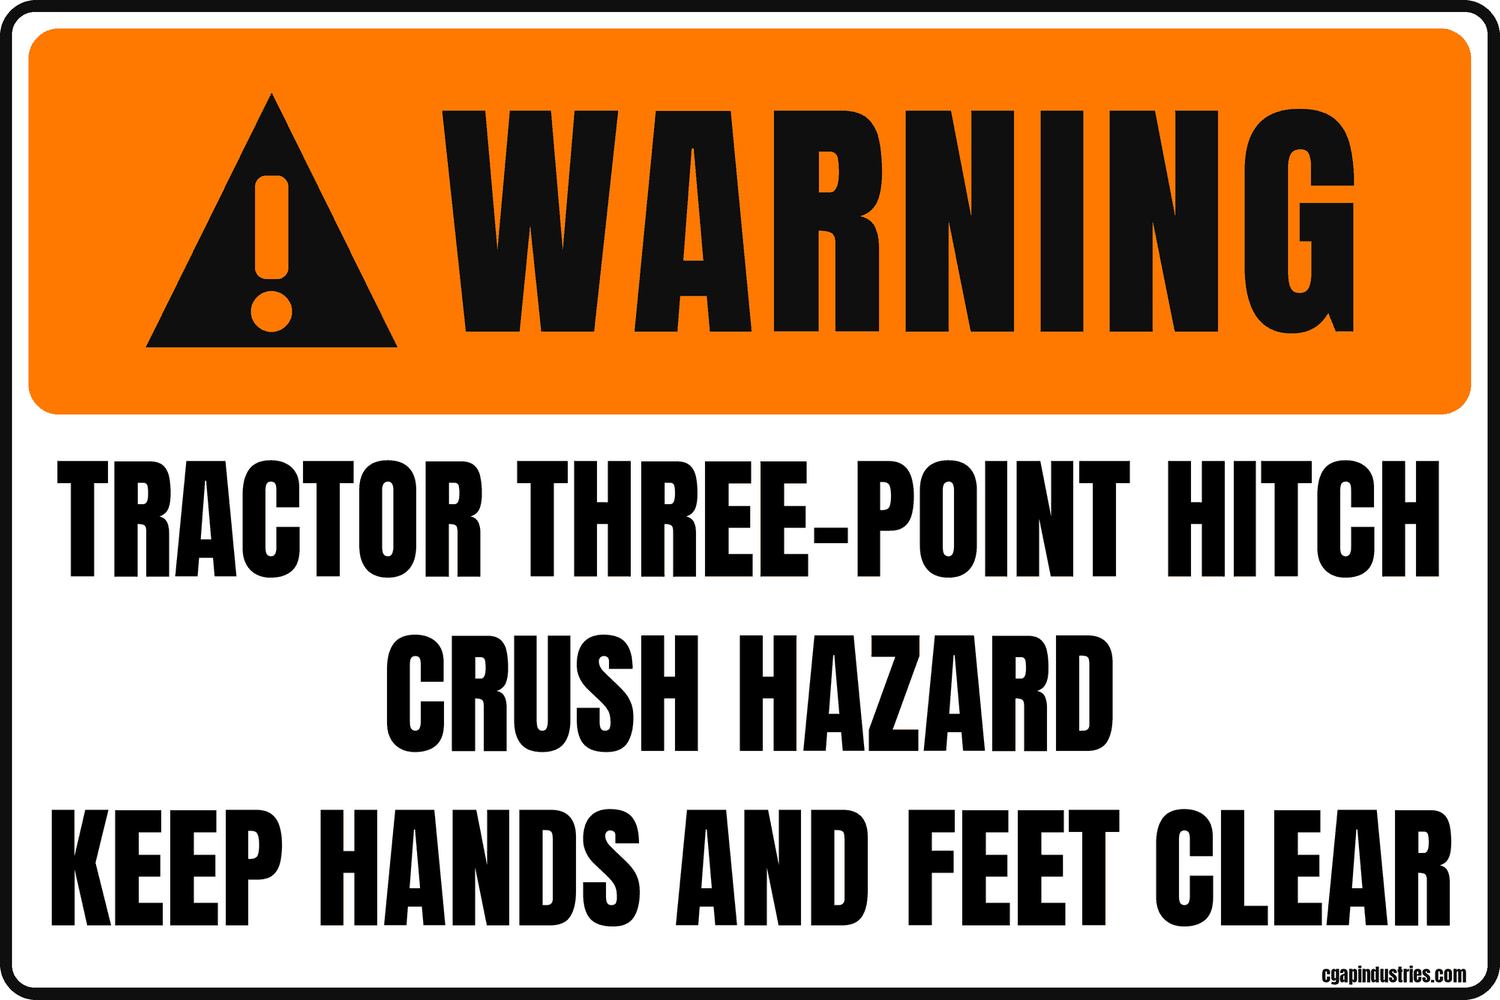 WARNING
TRACTOR THREE-POINT HITCH
CRUSH HAZARD
KEEP HANDS AND FEET CLEAR
cgapindustries.com